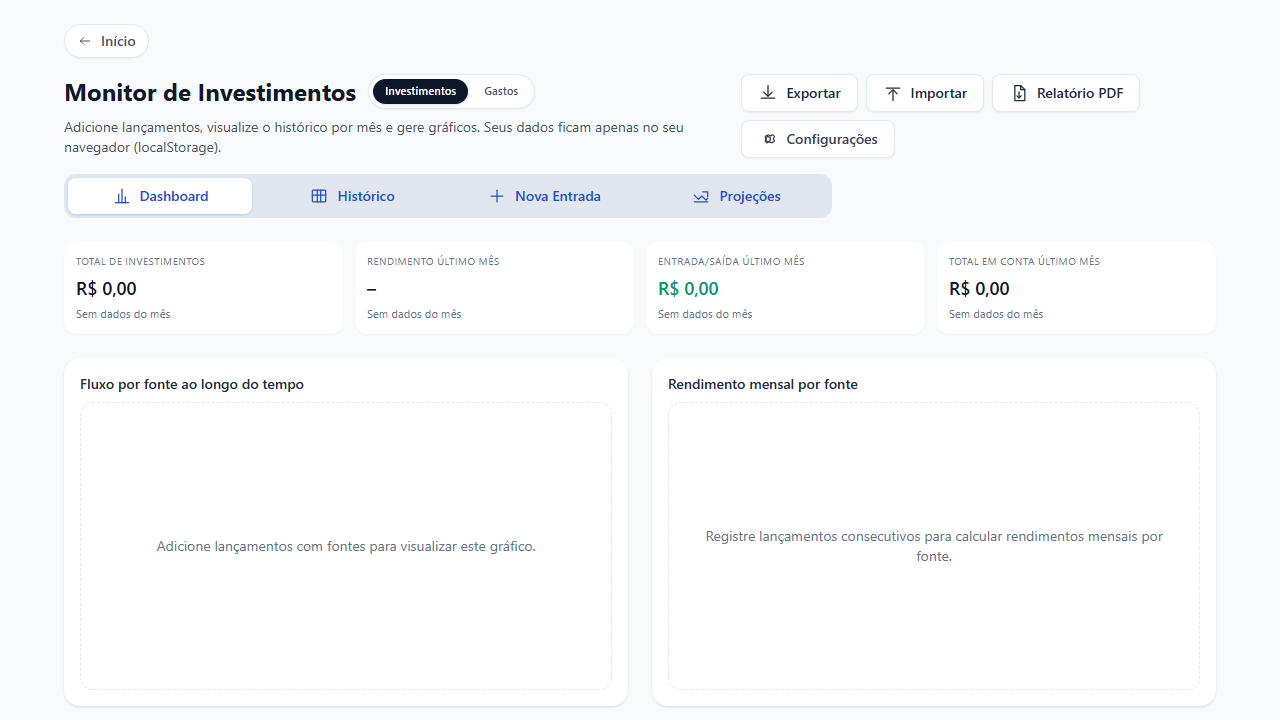 Início
Monitor de Investimentos
Investimentos
Gastos
Adicione lançamentos, visualize o histórico por mês e gere gráficos. Seus dados ficam apenas no seu
navegador (localStorage).
Exportar
Importar
Relatório PDF
Configurações
Dashboard
Histórico
Nova Entrada
Projeções
TOTAL DE INVESTIMENTOS
R$ 0,00
Sem dados do mês
RENDIMENTO ÚLTIMO MÊS
–
Sem dados do mês
ENTRADA/SAÍDA ÚLTIMO MÊS
R$ 0,00
Sem dados do mês
TOTAL EM CONTA ÚLTIMO MÊS
R$ 0,00
Sem dados do mês
Fluxo por fonte ao longo do tempo
Adicione lançamentos com fontes para visualizar este gráfico.
Rendimento mensal por fonte
Registre lançamentos consecutivos para calcular rendimentos mensais por
fonte.